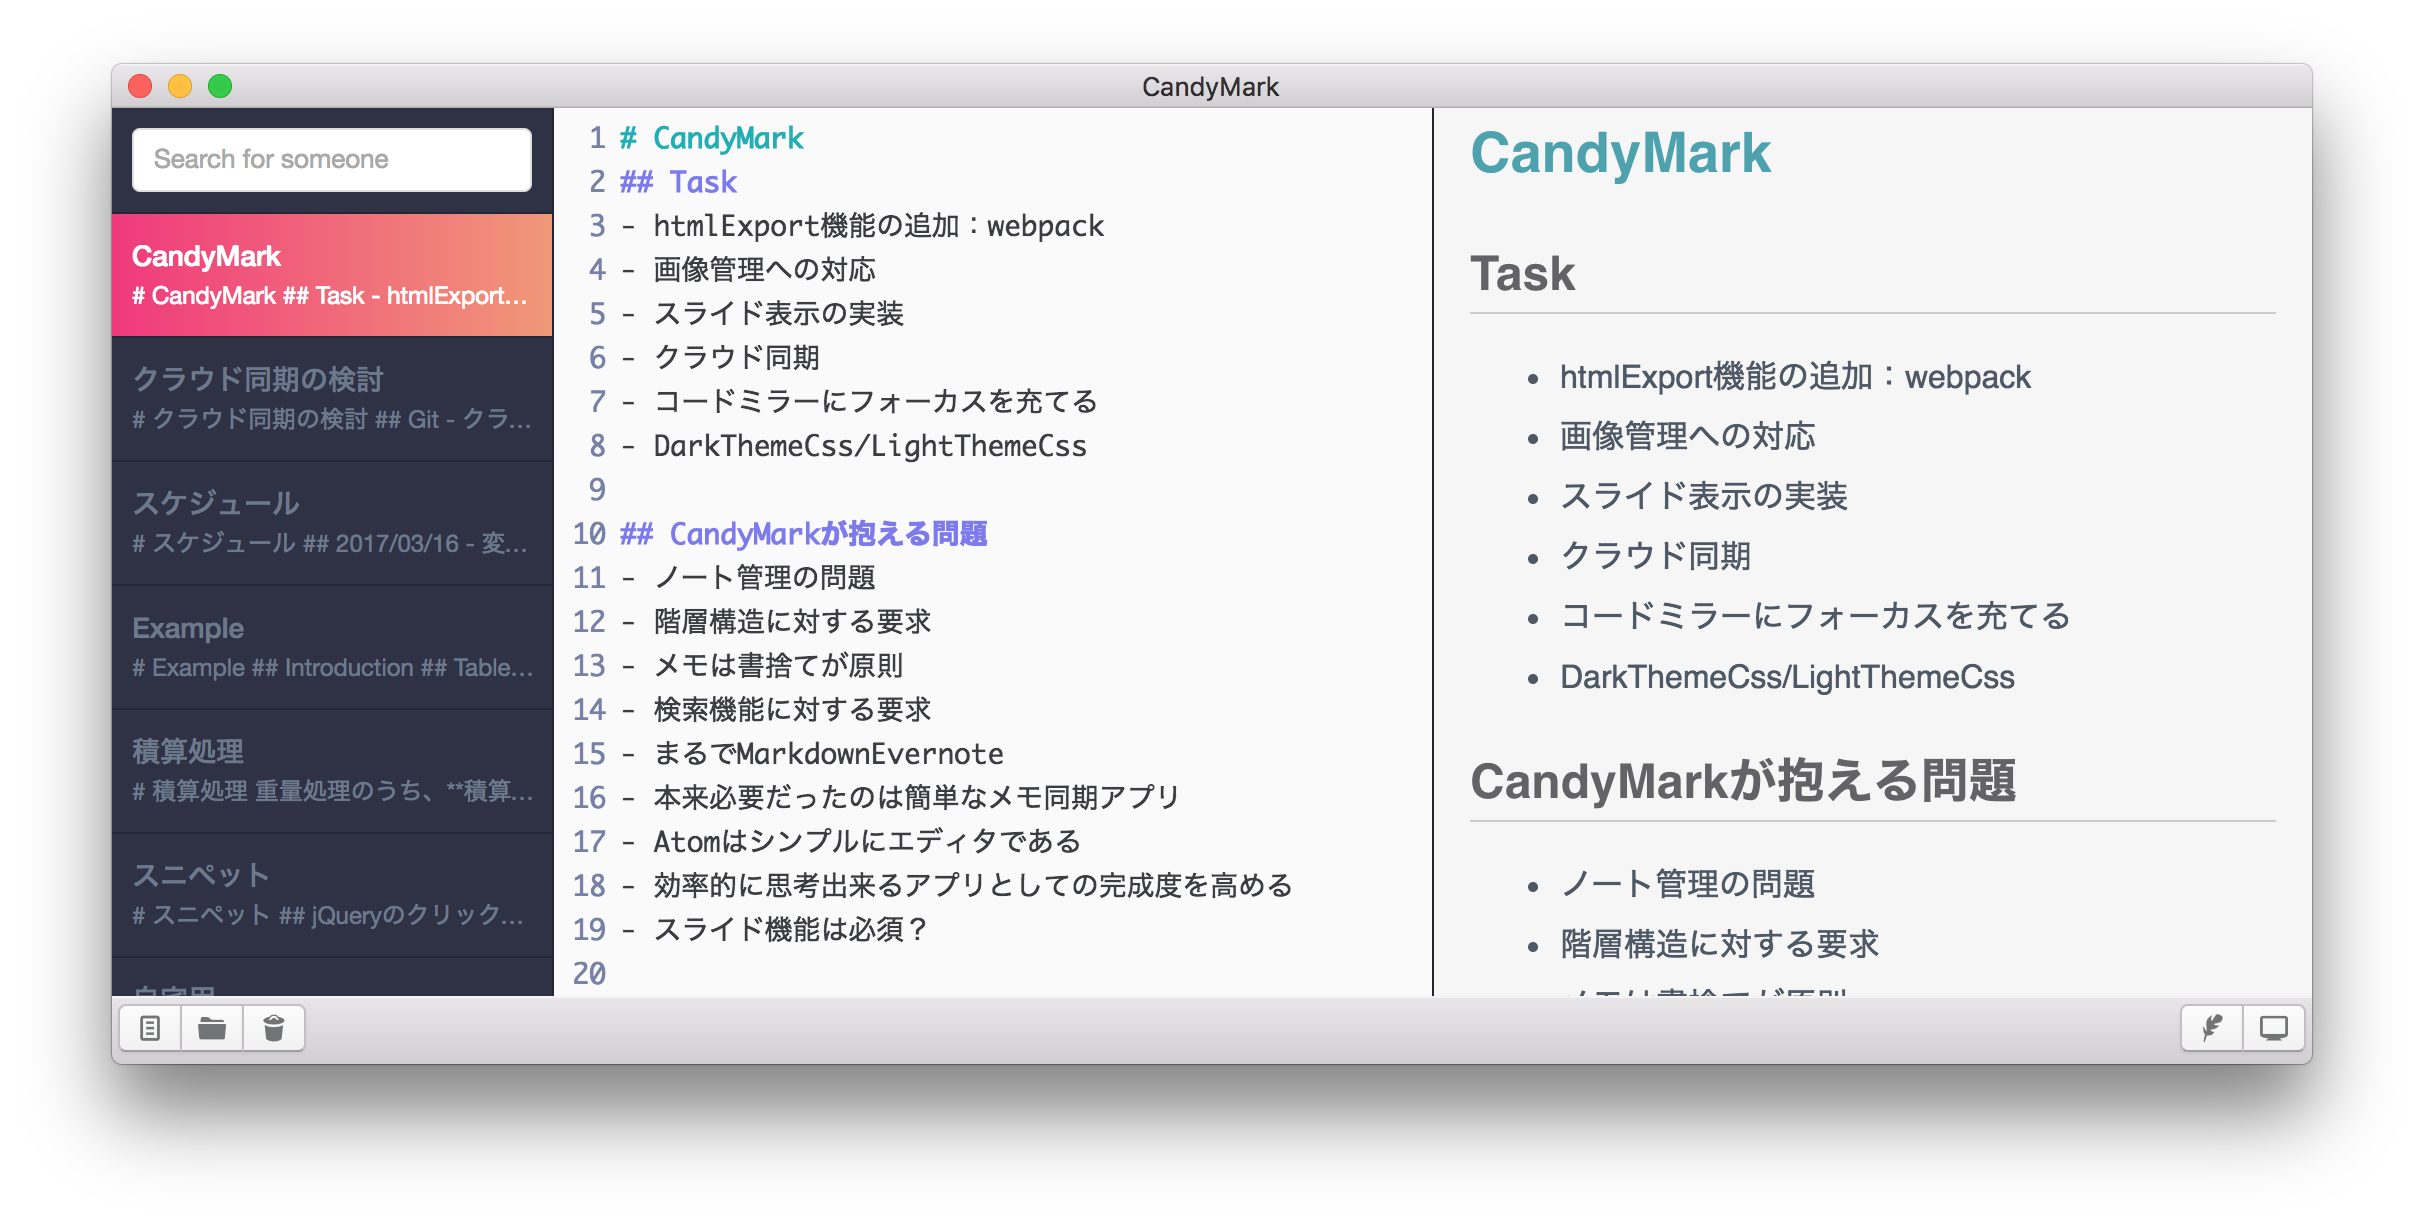 CandyMark
Search for someone
CandyMark
# CandyMark ## Task - htmlExport…
クラウド同期の検討
# クラウド同期の検討 ## Git - クラ…
スケジュール
# スケジュール ## 2017/03/16 - 変…
Example
# Example ## Introduction ## Table…
積算処理
# 積算処理 重量処理のうち、**積算…
スニペット
# スニペット ## jQueryのクリック…
1 # CandyMark
2 ## Task
3 - htmlExport機能の追加：webpack
4 - 画像管理への対応
5 - スライド表示の実装
6 - クラウド同期
7 - コードミラーにフォーカスを充てる
8 - DarkThemeCss/LightThemeCss
9
10 ## CandyMarkが抱える問題
11 - ノート管理の問題
12 - 階層構造に対する要求
13 - メモは書捨てが原則
14 - 検索機能に対する要求
15 - まるでMarkdownEvernote
16 - 本来必要だったのは簡単なメモ同期アプリ
17 - Atomはシンプルにエディタである
18 - 効率的に思考出来るアプリとしての完成度を高める
19 - スライド機能は必須？
20
CandyMark
Task
• htmlExport機能の追加：webpack
• 画像管理への対応
• スライド表示の実装
• クラウド同期
• コードミラーにフォーカスを充てる
• DarkThemeCss/LightThemeCss
CandyMarkが抱える問題
• ノート管理の問題
• 階層構造に対する要求
メモは書捨てが原則